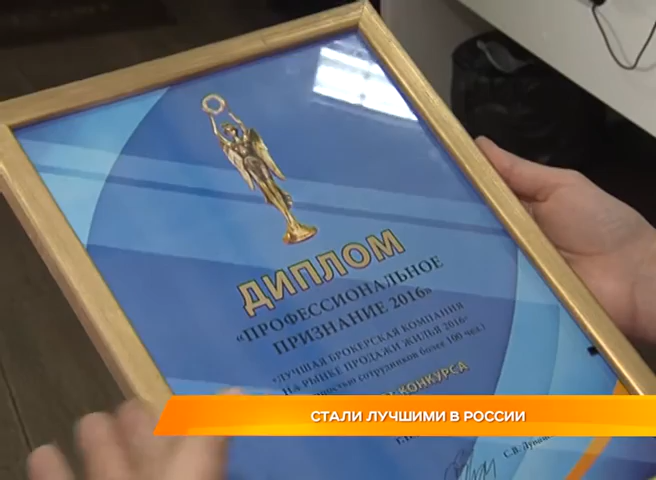 ДИПЛОМ
«ПРОФЕССИОНАЛЬНОЕ
ПРИЗНАНИЕ 2016»
«ЛУЧШАЯ БРОКЕРСКАЯ КОМПАНИЯ
НА РЫНКЕ ПРОДАЖИ ЖИЛЬЯ 2016»
сотрудников более 100 чел.)
КОНКУРСА
СТАЛИ ЛУЧШИМИ В РОССИИ
С.В.